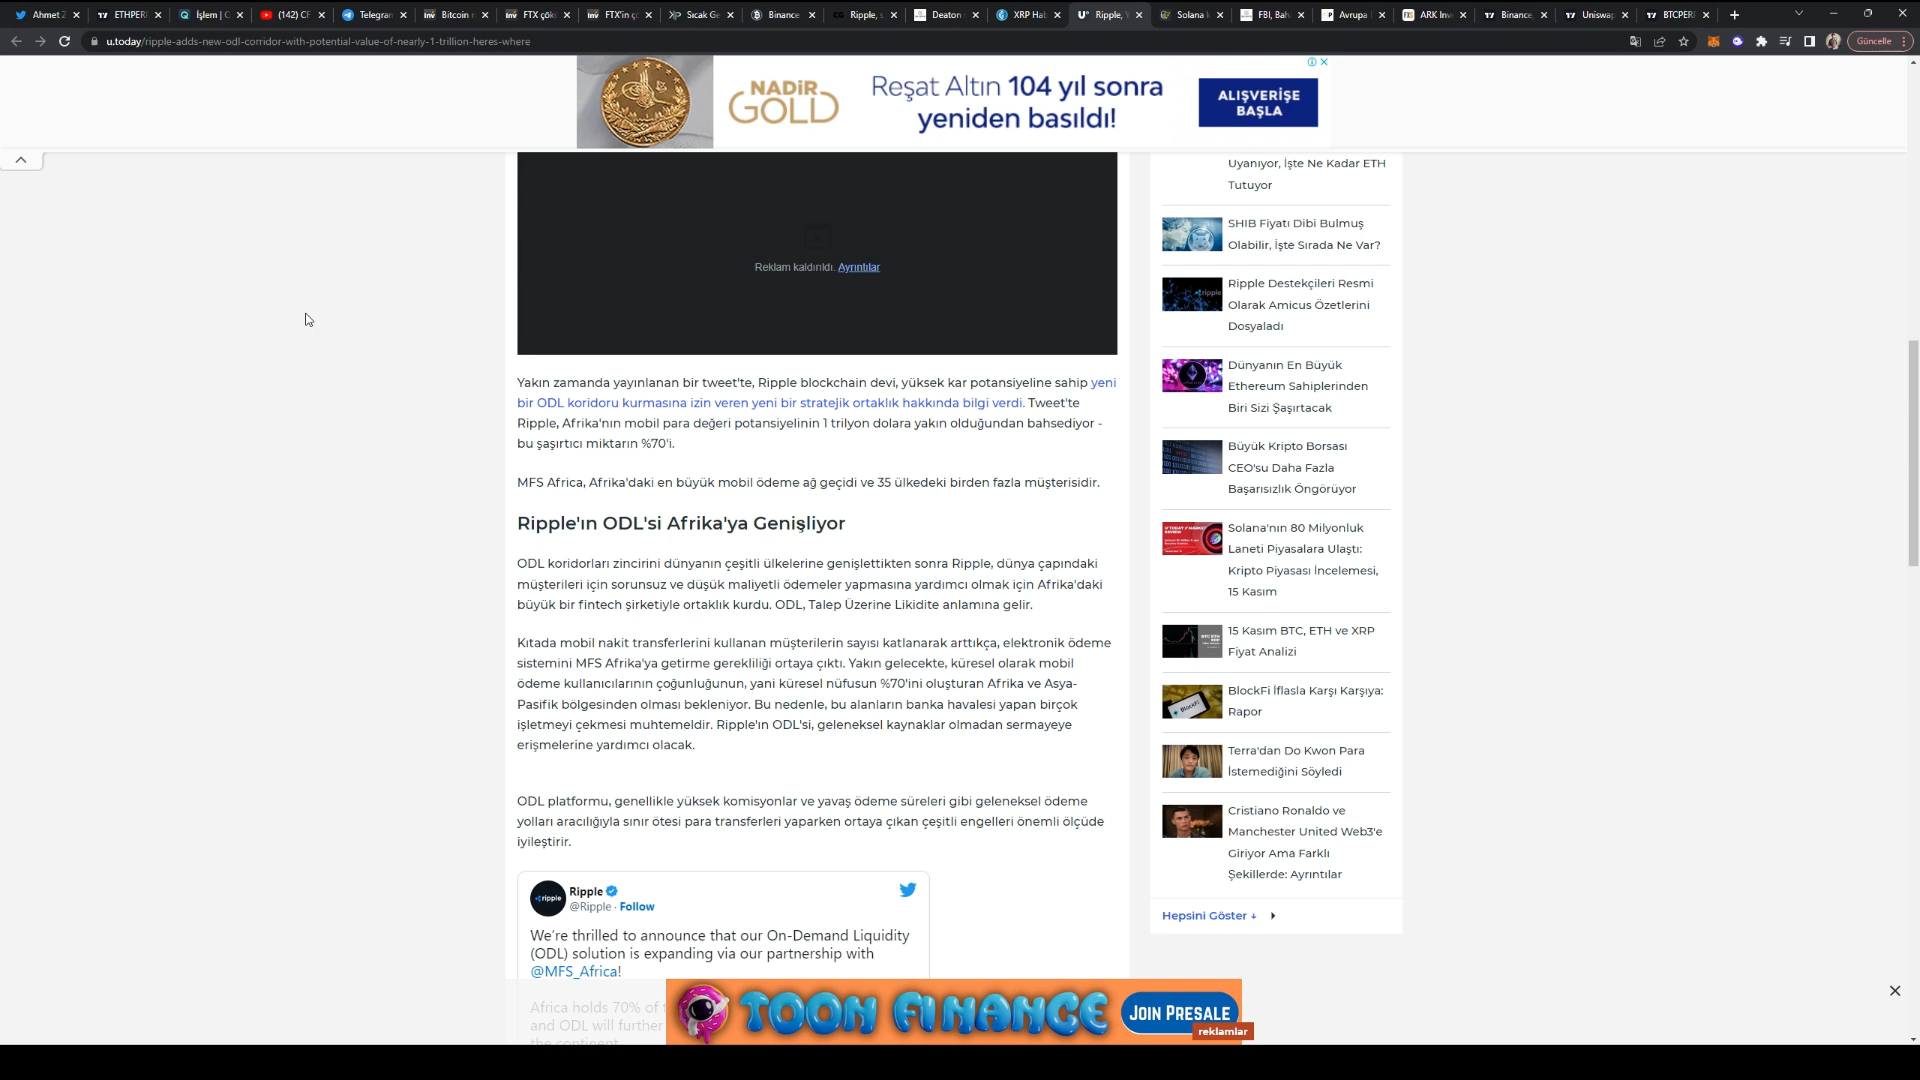 Ahmet Z
ETHPERP
İşlem | C
(142) CF
Telegram
Bitcoin r
FTX çök
FTX'in ç
Sıcak Ge
Binance
Ripple, s
Deaton
XRP Hab
Ripple, Y
Solana
FBI, Bah
Avrupa
ARK Inv
Binance
Uniswap
BTCPERP
u.today/ripple-adds-new-odl-corridor-with-potential-value-of-nearly-1-trillion-heres-where
Güncelle
NADİR
GOLD
Reşat Altın 104 yıl sonra
yeniden basıldı!
ALIŞVERİŞE
BAŞLA
Reklam kaldırıldı. Ayrıntılar
Yakın zamanda yayınlanan bir tweet'te, Ripple blockchain devi, yüksek kar potansiyeline sahip yeni
bir ODL koridoru kurmasına izin veren yeni bir stratejik ortaklık hakkında bilgi verdi. Tweet'te
Ripple, Afrika'nın mobil para değeri potansiyelinin 1 trilyon dolara yakın olduğundan bahsediyor -
bu şaşırtıcı miktarın %70'i.
MFS Africa, Afrika'daki en büyük mobil ödeme ağ geçidi ve 35 ülkedeki birden fazla müşterisidir.
Ripple'ın ODL'si Afrika'ya Genişliyor
ODL koridorları zincirini dünyanın çeşitli ülkelerine genişlettikten sonra Ripple, dünya çapındaki
müşterileri için sorunsuz ve düşük maliyetli ödemeler yapmasına yardımcı olmak için Afrika'daki
büyük bir fintech şirketiyle ortaklık kurdu. ODL, Talep Üzerine Likidite anlamına gelir.
Kıtada mobil nakit transferlerini kullanan müşterilerin sayısı katlanarak arttıkça, elektronik ödeme
sistemini MFS Afrika'ya getirme gerekliliği ortaya çıktı. Yakın gelecekte, küresel olarak mobil
ödeme kullanıcılarının çoğunluğunun, yani küresel nüfusun %70'ini oluşturan Afrika ve Asya-
Pasifik bölgesinden olması bekleniyor. Bu nedenle, bu alanların banka havalesi yapan birçok
işletmeyi çekmesi muhtemeldir. Ripple'ın ODL'si, geleneksel kaynaklar olmadan sermayeye
erişmelerine yardımcı olacak.
ODL platformu, genellikle yüksek komisyonlar ve yavaş ödeme süreleri gibi geleneksel ödeme
yolları aracılığıyla sınır ötesi para transferleri yaparken ortaya çıkan çeşitli engelleri önemli ölçüde
iyileştirir.
Ripple
@Ripple · Follow
We're thrilled to announce that our On-Demand Liquidity
(ODL) solution is expanding via our partnership with
@MFS_Africa!
Africa holds 70% of t
and ODL will further
the continent
Uyanıyor, İşte Ne Kadar ETH
Tutuyor
SHIB Fiyatı Dibi Bulmuş
Olabilir, İşte Sırada Ne Var?
Ripple Destekçileri Resmi
Olarak Amicus Özetlerini
Dosyaladı
Dünyanın En Büyük
Ethereum Sahiplerinden
Biri Sizi Şaşırtacak
Büyük Kripto Borsası
CEO'su Daha Fazla
Başarısızlık Öngörüyor
Solana'nın 80 Milyonluk
Laneti Piyasalara Ulaştı:
Kripto Piyasası İncelemesi,
15 Kasım
15 Kasım BTC, ETH ve XRP
Fiyat Analizi
BlockFi İflasla Karşı Karşıya:
Rapor
Terra'dan Do Kwon Para
İstemediğini Söyledi
Cristiano Ronaldo ve
Manchester United Web3'e
Giriyor Ama Farklı
Şekillerde: Ayrıntılar
Hepsini Göster ↓
TOON FINANCE
JOIN PRESALE
reklamlar